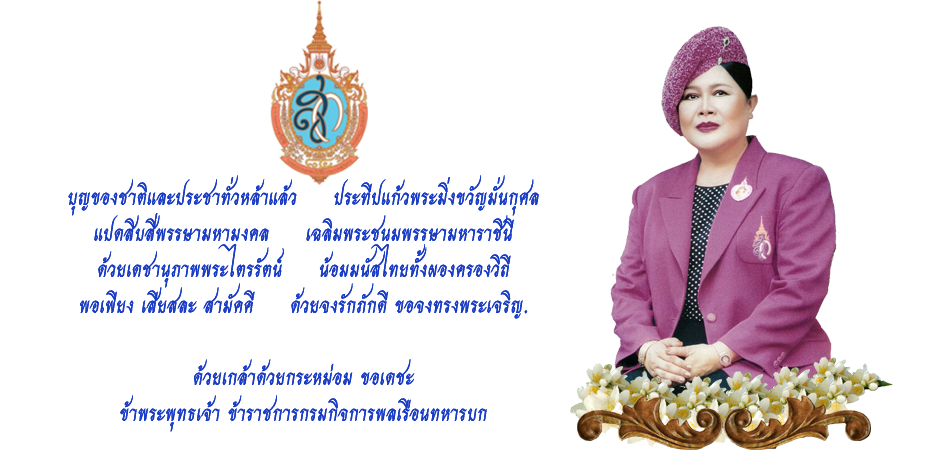 บุญของชาติและประชาทั่วหล้าแล้ว ประทีปแก้วพระมิ่งขวัญมั่นกุศล
แปดสิบสี่พรรษามหามงคล เฉลิมพระชนมพรรษามหาราชินี
ด้วยเดชานุภาพพระไตรรัตน์ น้อมมนัสไทยทั้งผองครองวิถี
พอเพียง เสียสละ สามัคคี ด้วยจงรักภักดี ขอจงทรงพระเจริญ.
ด้วยเกล้าด้วยกระหม่อม ขอเดชะ
ข้าพระพุทธเจ้า ข้าราชการกรมกิจการพลเรือนทหารบก